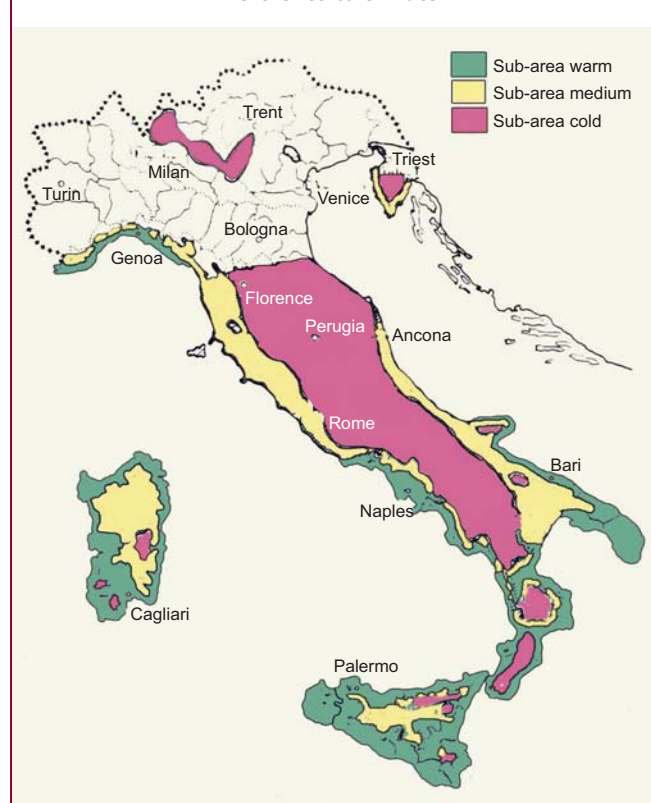 Sub-area warm
Sub-area medium
Sub-area cold
Trent
Triest
Milan
Venice
Turin
Bologna
Genoa
Florence
Perugia
Ancona
Rome
Bari
Naples
Cagliari
Palermo